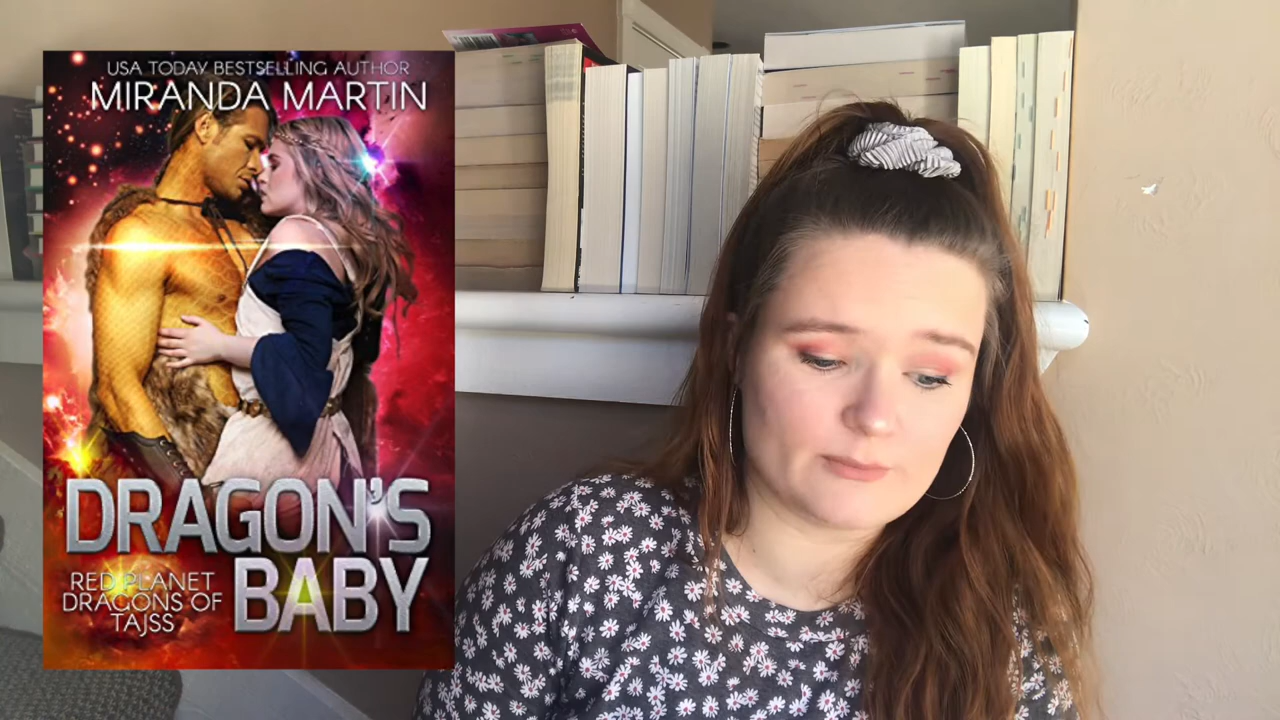 USA TODAY BESTSELLING AUTHOR
MIRANDA MARTIN
DRAGON'S
BABY
RED PLANET
DRAGONS OF
TAJSS